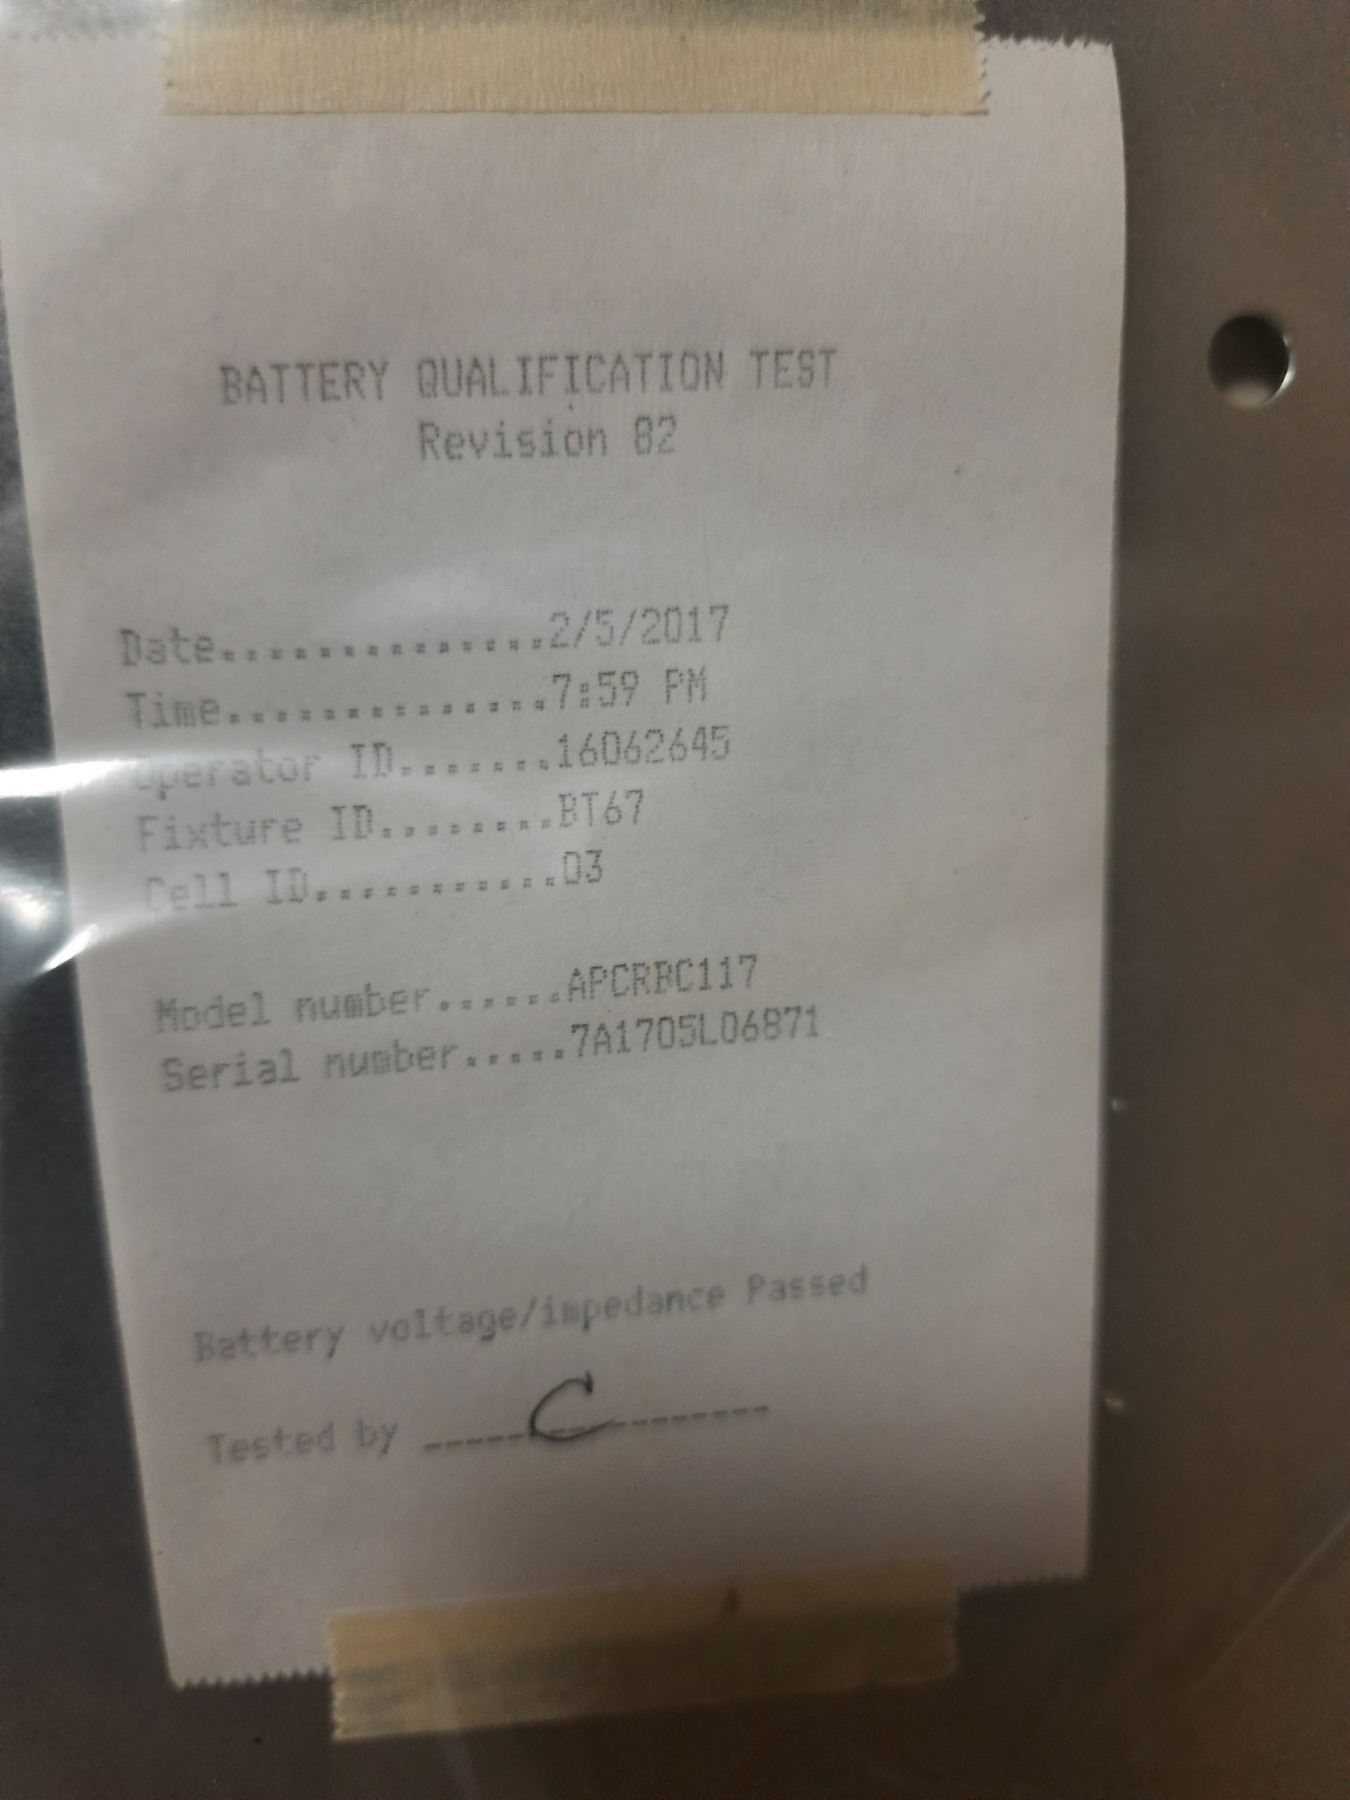 BATTERY QUALIFICATION TEST
Revision 82
Date...............2/5/2017
Time...............7:59 PM
Operator ID.......16062645
Fixture ID........BT67
Cell ID...........03
Model number......APCRBC117
Serial number.....7A1705L06871
Battery voltage/impedance Passed
Tested by _____C__________